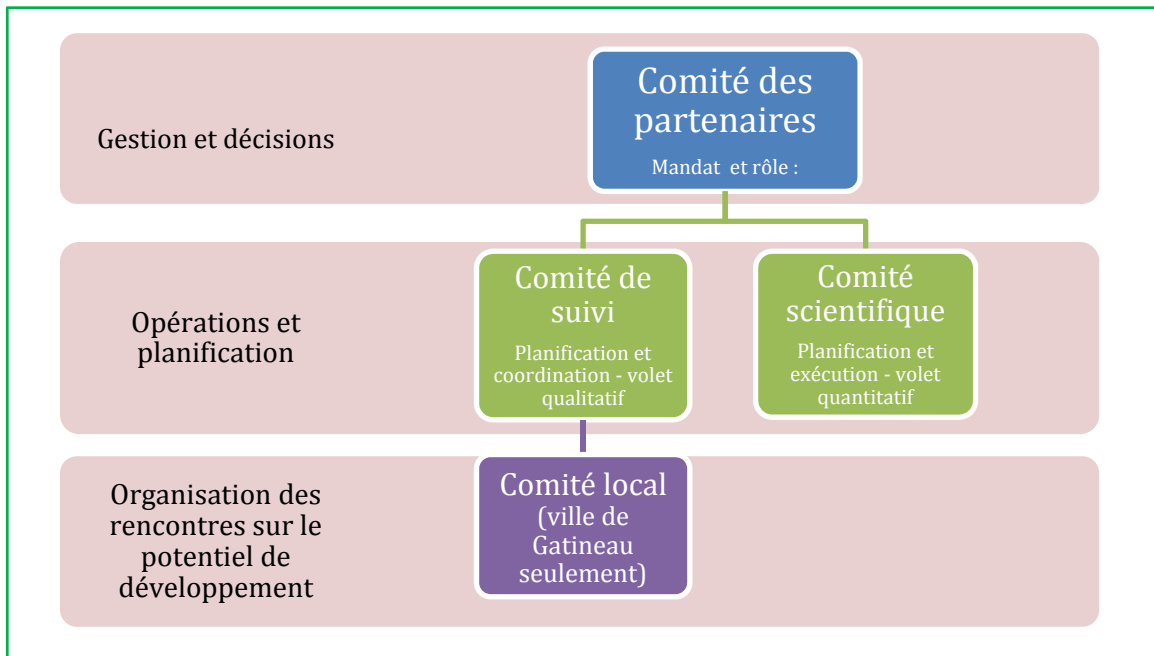 Gestion et décisions
Comité des
partenaires
Mandat et rôle :
Opérations et
planification
Comité de
suivi
Planification et
coordination - volet
qualitatif
Comité
scientifique
Planification et
exécution - volet
quantitatif
Organisation des
rencontres sur le
potentiel de
développement
Comité local
(ville de
Gatineau
seulement)